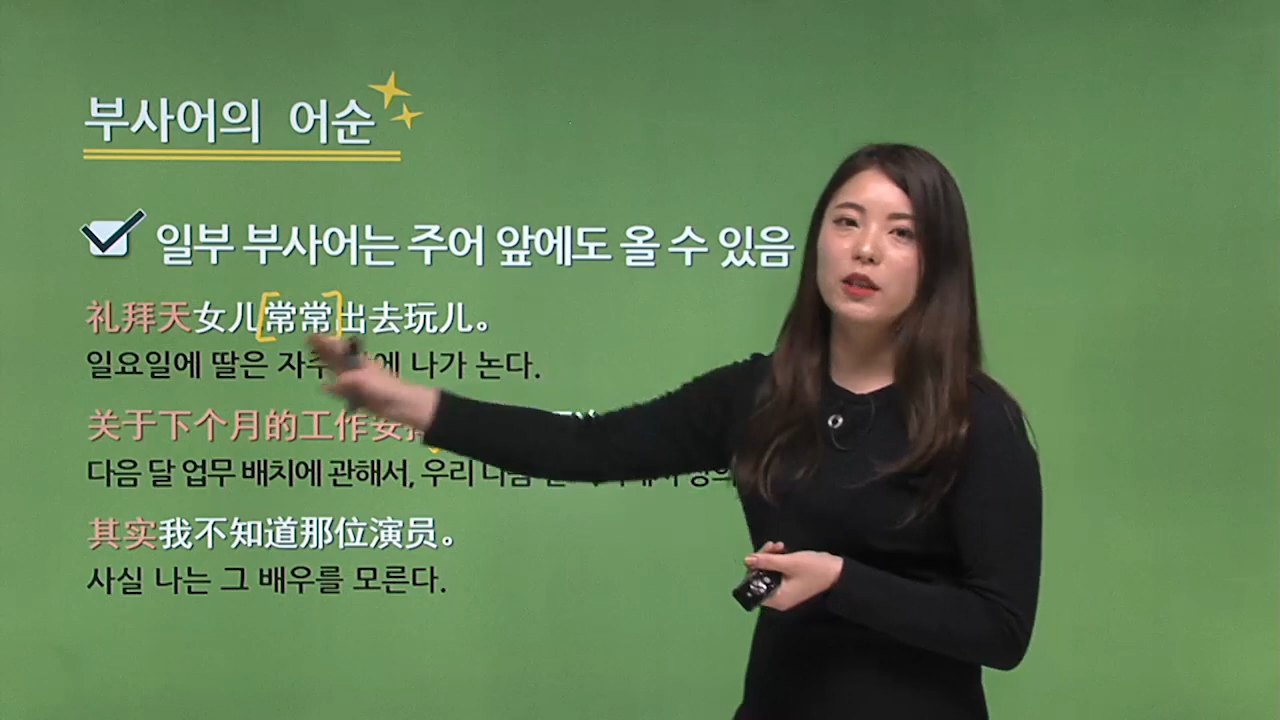 부사어의 어순
일부 부사어는 주어 앞에도 올 수 있음
礼拜天女儿[常常]出去玩儿。
일요일에 딸은 나가 논다.
关于下个月的工作
다음 달 업무 배치에 관해서, 우리
其实我不知道那位演员。
사실 나는 그 배우를 모른다.